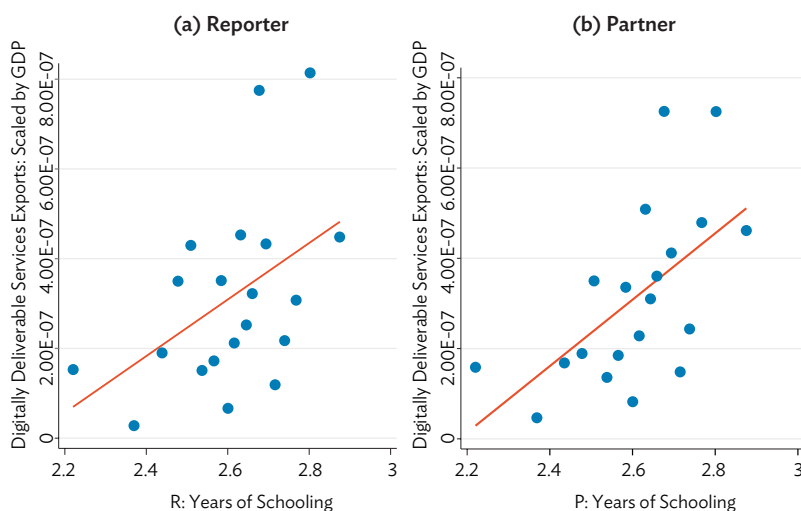 (a) Reporter
Digitally Deliverable Services Exports: Scaled by GDP
8.00E-07
6.00E-07
4.00E-07
2.00E-07
0
2.2 2.4 2.6 2.8 3
R: Years of Schooling
(b) Partner
Digitally Deliverable Services Exports: Scaled by GDP
8.00E-07
6.00E-07
4.00E-07
2.00E-07
0
2.2 2.4 2.6 2.8 3
P: Years of Schooling